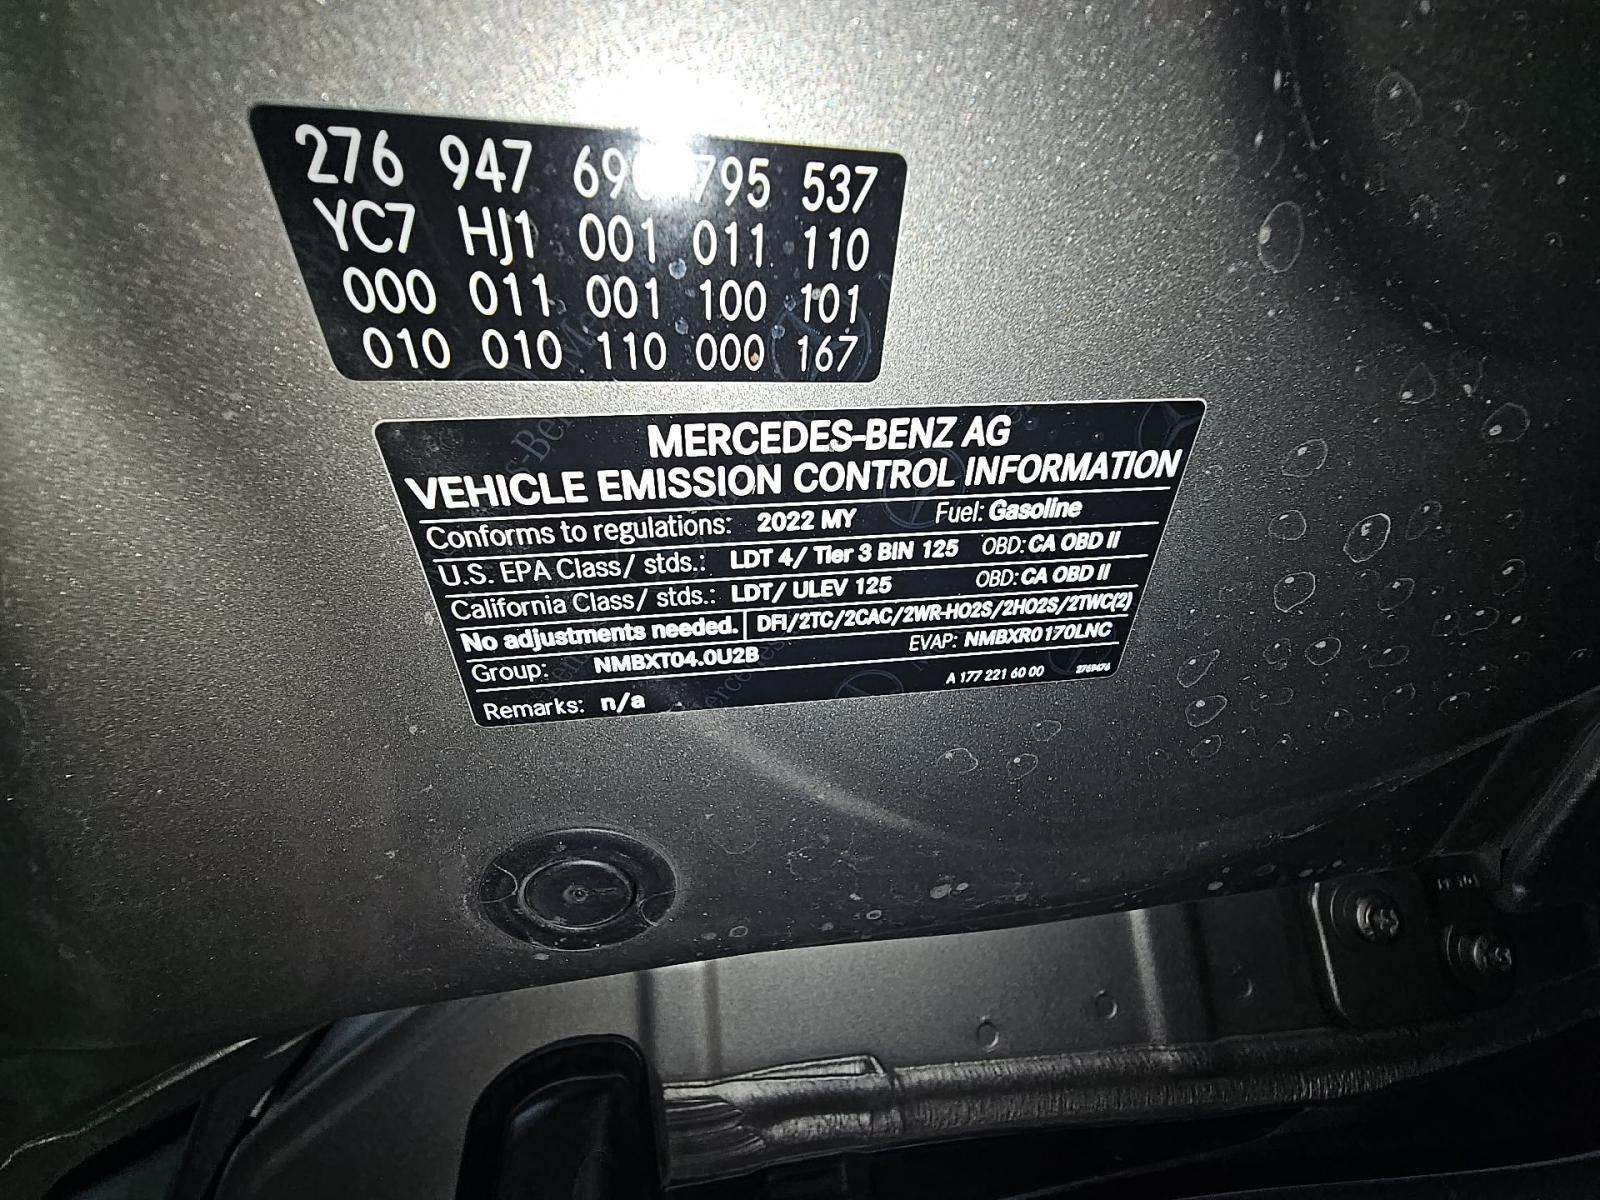 276 947 795 537
YC7 HJ1 001 011 110
000 011 001 100 101
010 010 110 000 167
MERCEDES-BENZ AG
VEHICLE EMISSION CONTROL INFORMATION
Conforms to regulations: 2022 MY Fuel: Gasoline
U.S. EPA Class/ stds.: LDT 4/ Tier 3 BIN 125 OBD: CA OBD II
California Class/ stds.: LDT/ ULEV 125 OBD: CA OBD II
No adjustments needed. DFI/2TC/2CAC/2WR-HO2S/2HO2S/2TWC(2)
Group: NMBXT04.0U2B EVAP: NMBXR0170LNC
Remarks: n/a A 177 221 60 00 2769476